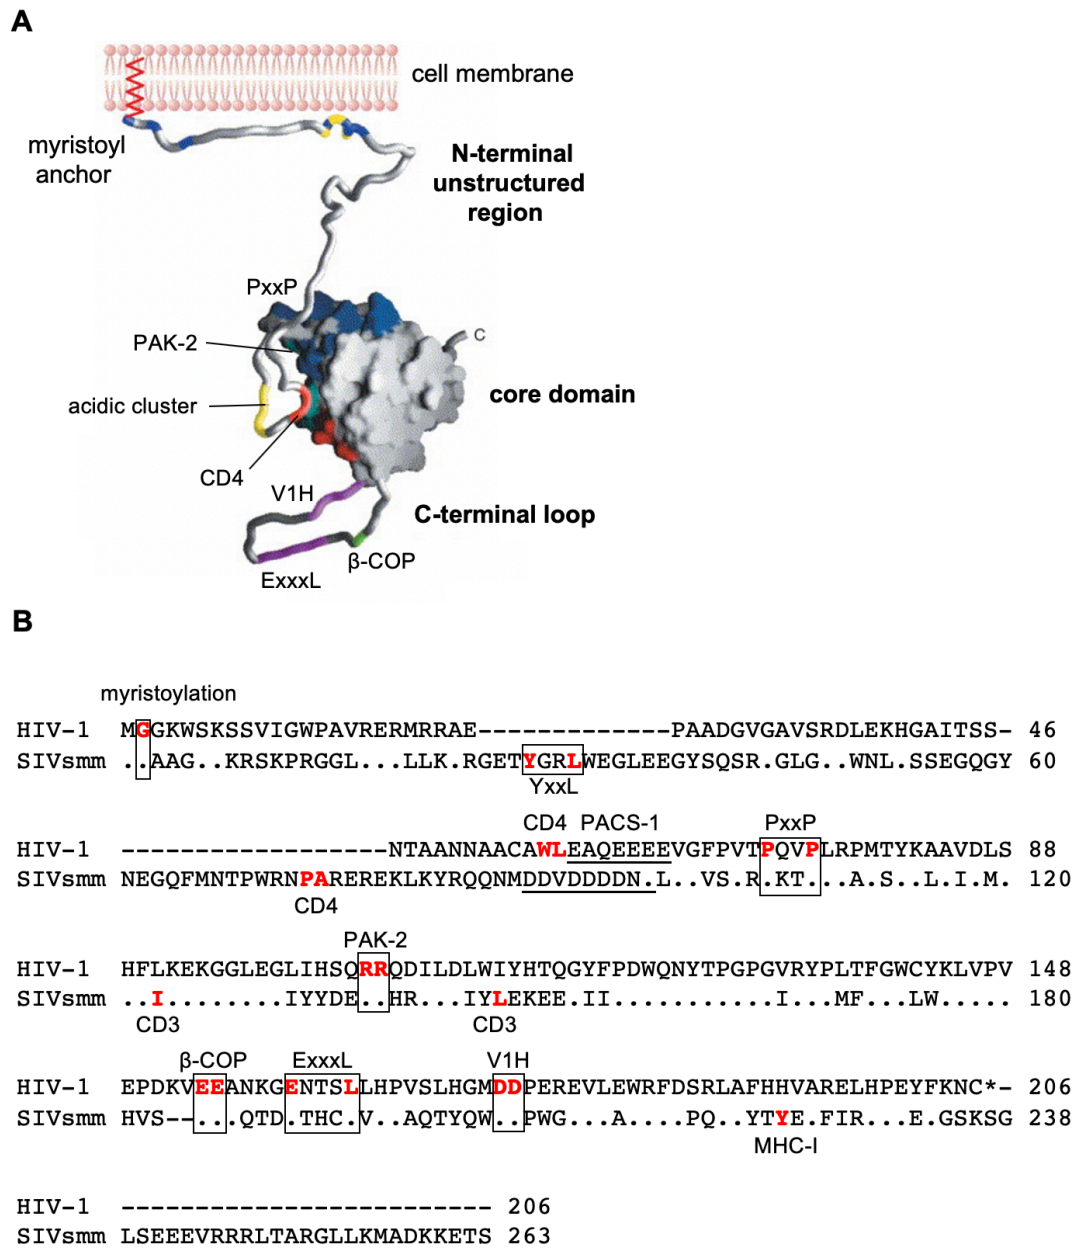 A
cell membrane
myristoyl
anchor
N-terminal
unstructured
region
PxxP
PAK-2
C
core domain
acidic cluster
CD4
V1H
C-terminal loop
β-COP
ExxxL
B
myristoylation
HIV-1 MGGKWSKSSVIGWPAVRERMRRAE-------------PAADGVGAVSRDLEKHGAITSS- 46
SIVsmm ..AAG..KRSKPRGGL...LLK.RGETYGRLWEGLEEGYSQSR.GLG..WNL.SSEGQGY 60
YxxL
CD4 PACS-1 PxxP
HIV-1 ------------------NTAANNAACAWLEAQEEEEVGFPVTPQVPLRPMTYKAAVDLS 88
SIVsmm NEGQFMNTPWRNPAREREKLKYRQQNMDDVDDDDN.L..VS.R.KT...A.S..L.I.M. 120
CD4
PAK-2
HIV-1 HFLKEKGGLEGLIHSQRRQDILDLWIYHTQGYFPDWQNYTPGPGVRYPLTFGWCYKLVPV 148
SIVsmm ..I........IYYDE..HR...IYLEKEE.II...........I...MF...LW..... 180
CD3 CD3
β-COP ExxxL V1H
HIV-1 EPDKVEEANKGENTSLLHPVSLHGMDDPEREVLEWRFDSRLAFHHVARELHPEYFKNC*- 206
SIVsmm HVS--...QTD.THC.V..AQTYQW..PWG...A....PQ..YTYE.FIR...E.GSKSG 238
MHC-I
HIV-1 ------------------------- 206
SIVsmm LSEEEVRRRLTARGLLKMADKKETS 263